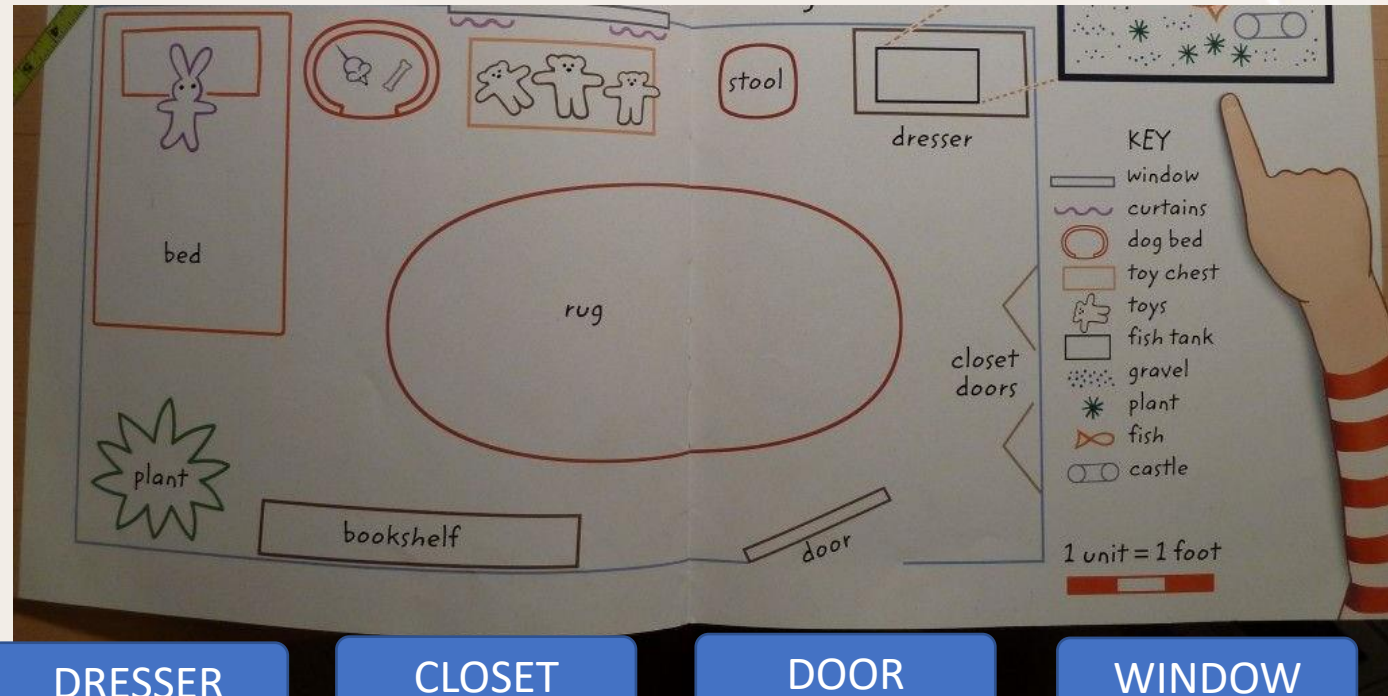 stool
dresser
bed
rug
closet
doors
plant
bookshelf
door
KEY
window
curtains
dog bed
toy chest
toys
fish tank
gravel
plant
fish
castle
1 unit = 1 foot
DRESSER
CLOSET
DOOR
WINDOW